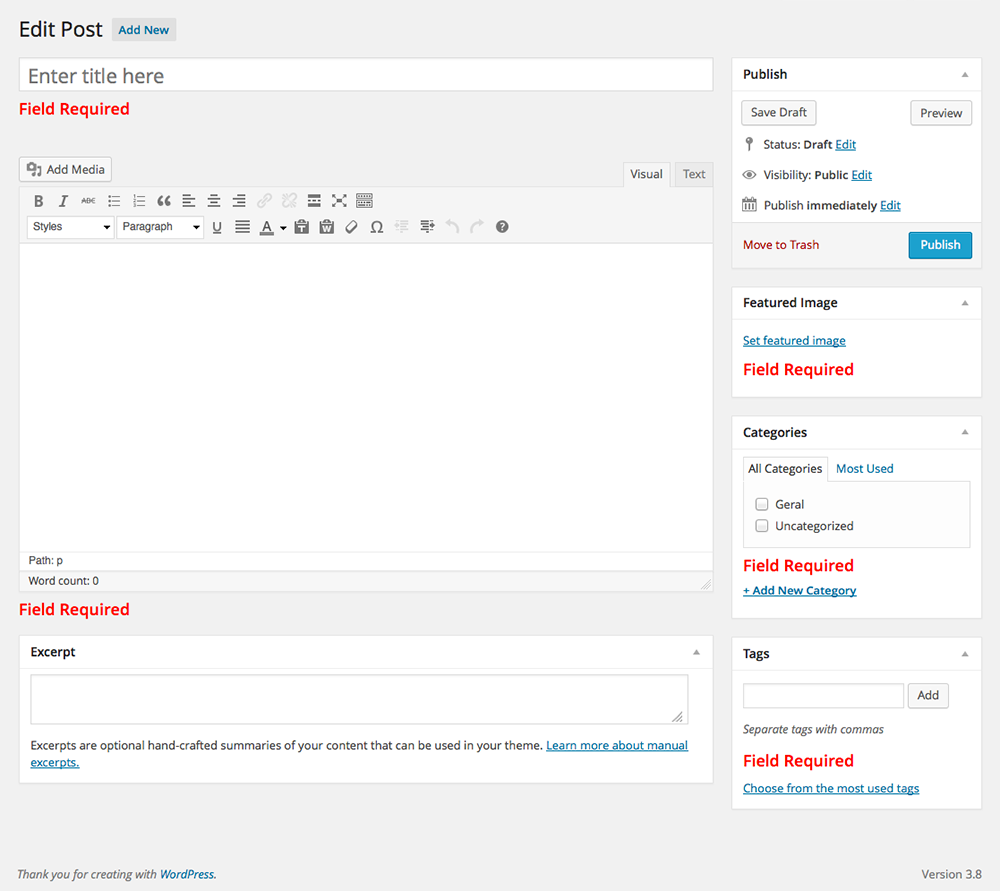 Edit Post Add New
Enter title here
Field Required
Add Media
Visual Text
B I ABC
Styles Paragraph U A T W Ω ?
Path: p
Word count: 0
Field Required
Excerpt
Excerpts are optional hand-crafted summaries of your content that can be used in your theme. Learn more about manual
excerpts.
Publish
Save Draft Preview
Status: Draft Edit
Visibility: Public Edit
Publish immediately Edit
Move to Trash Publish
Featured Image
Set featured image
Field Required
Categories
All Categories Most Used
Geral
Uncategorized
Field Required
+ Add New Category
Tags
Add
Separate tags with commas
Field Required
Choose from the most used tags
Thank you for creating with WordPress. Version 3.8